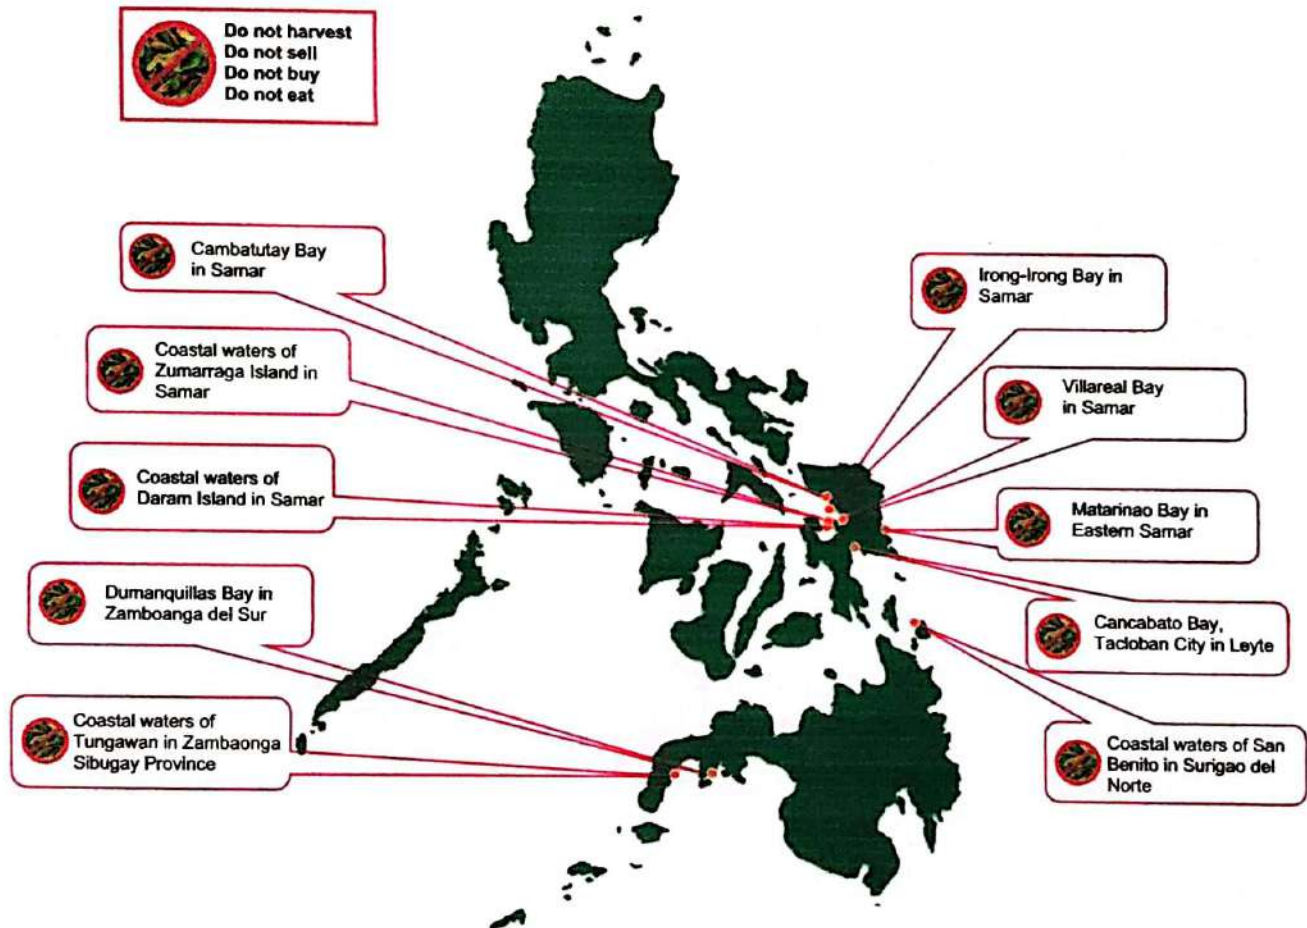 Do not harvest
Do not sell
Do not buy
Do not eat
Cambatutay Bay
in Samar
Coastal waters of
Zumarraga Island in
Samar
Coastal waters of
Daram Island in Samar
Dumanquillas Bay in
Zamboanga del Sur
Coastal waters of
Tungawan in Zambaonga
Sibugay Province
Irong-Irong Bay in
Samar
Villareal Bay
in Samar
Matarinao Bay in
Eastern Samar
Cancabato Bay,
Tacloban City in Leyte
Coastal waters of San
Benito in Surigao del
Norte